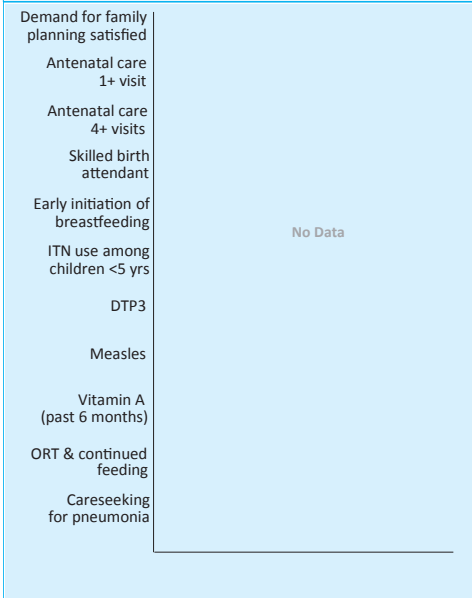 Demand for family
planning satisfied
Antenatal care
1+ visit
Antenatal care
4+ visits
Skilled birth
attendant
Early initiation of
breastfeeding
No Data
ITN use among
children <5 yrs
DTP3
Measles
Vitamin A
(past 6 months)
ORT & continued
feeding
Careseeking
for pneumonia